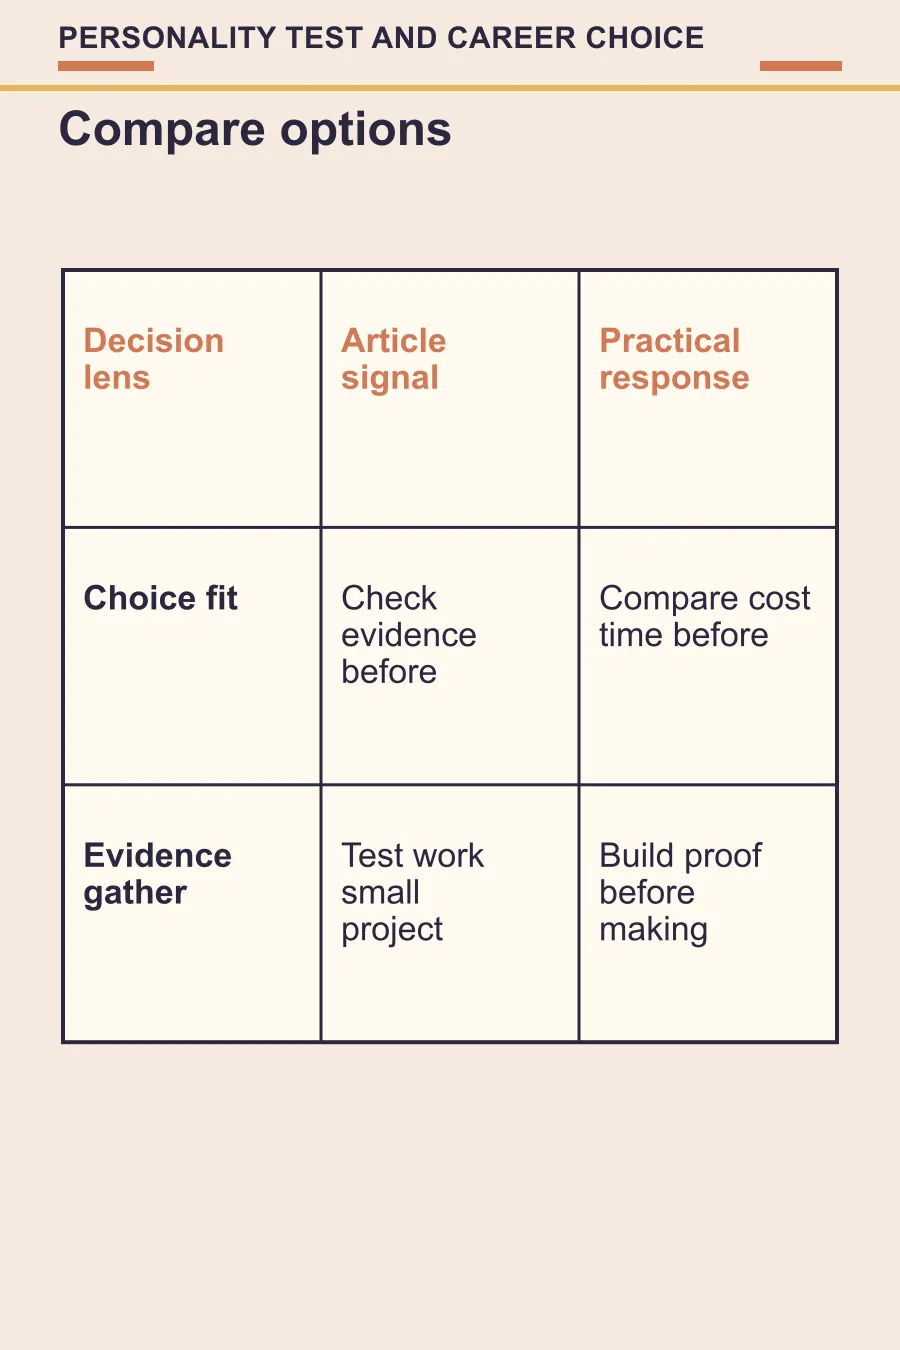 PERSONALITY TEST AND CAREER CHOICE
Compare options
Decision
lens
Article
signal
Practical
response
Choice fit
Check
evidence
before
Compare cost
time before
Evidence
gather
Test work
small
project
Build proof
before
making